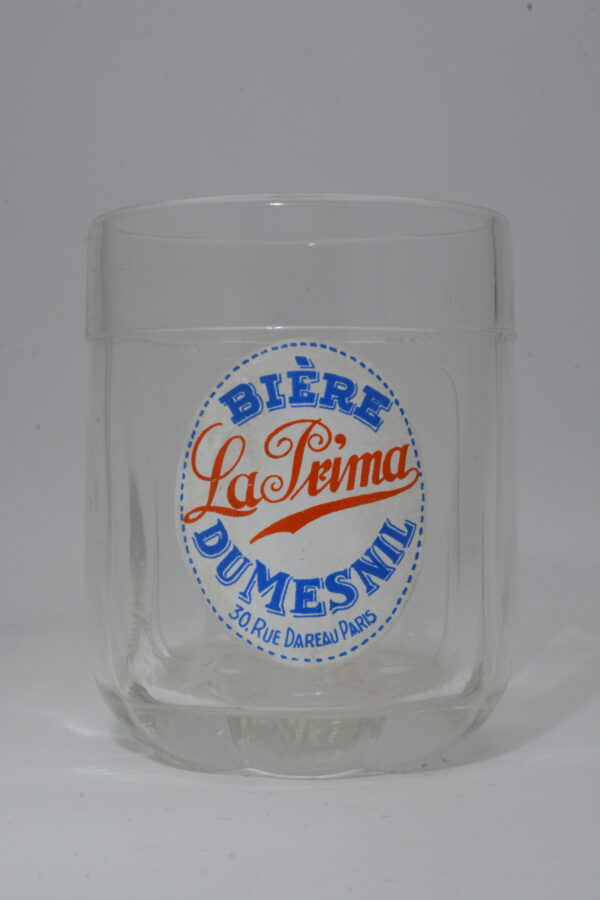 BIÈRE
La Prima
DUMESNIL
30, RUE DAREAU PARIS